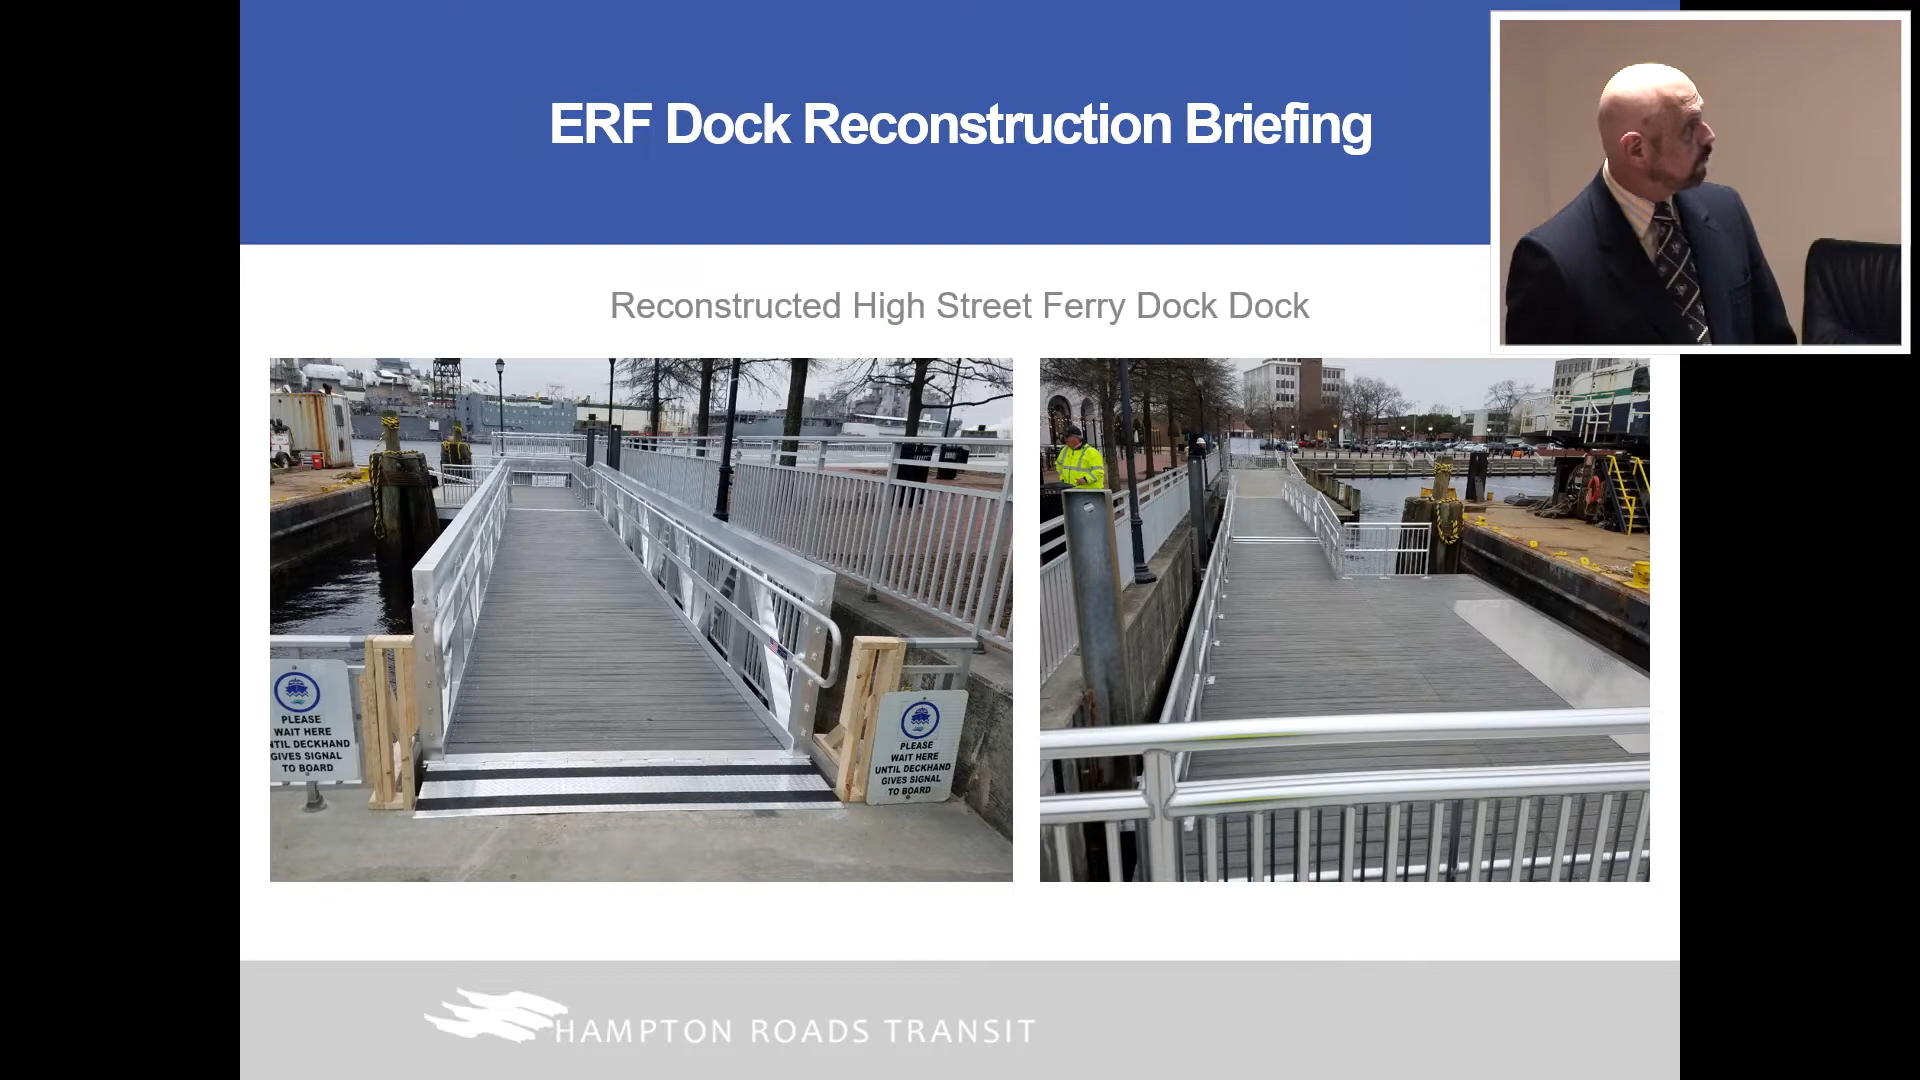 ERF Dock Reconstruction Briefing
Reconstructed High Street Ferry Dock Dock
PLEASE
WAIT HERE
NTIL DECKHAND
GIVES SIGNAL
TO BOARD
PLEASE
WAIT HERE
UNTIL DECKHAND
GIVES SIGNAL
TO BOARD
HAMPTON ROADS TRANSIT